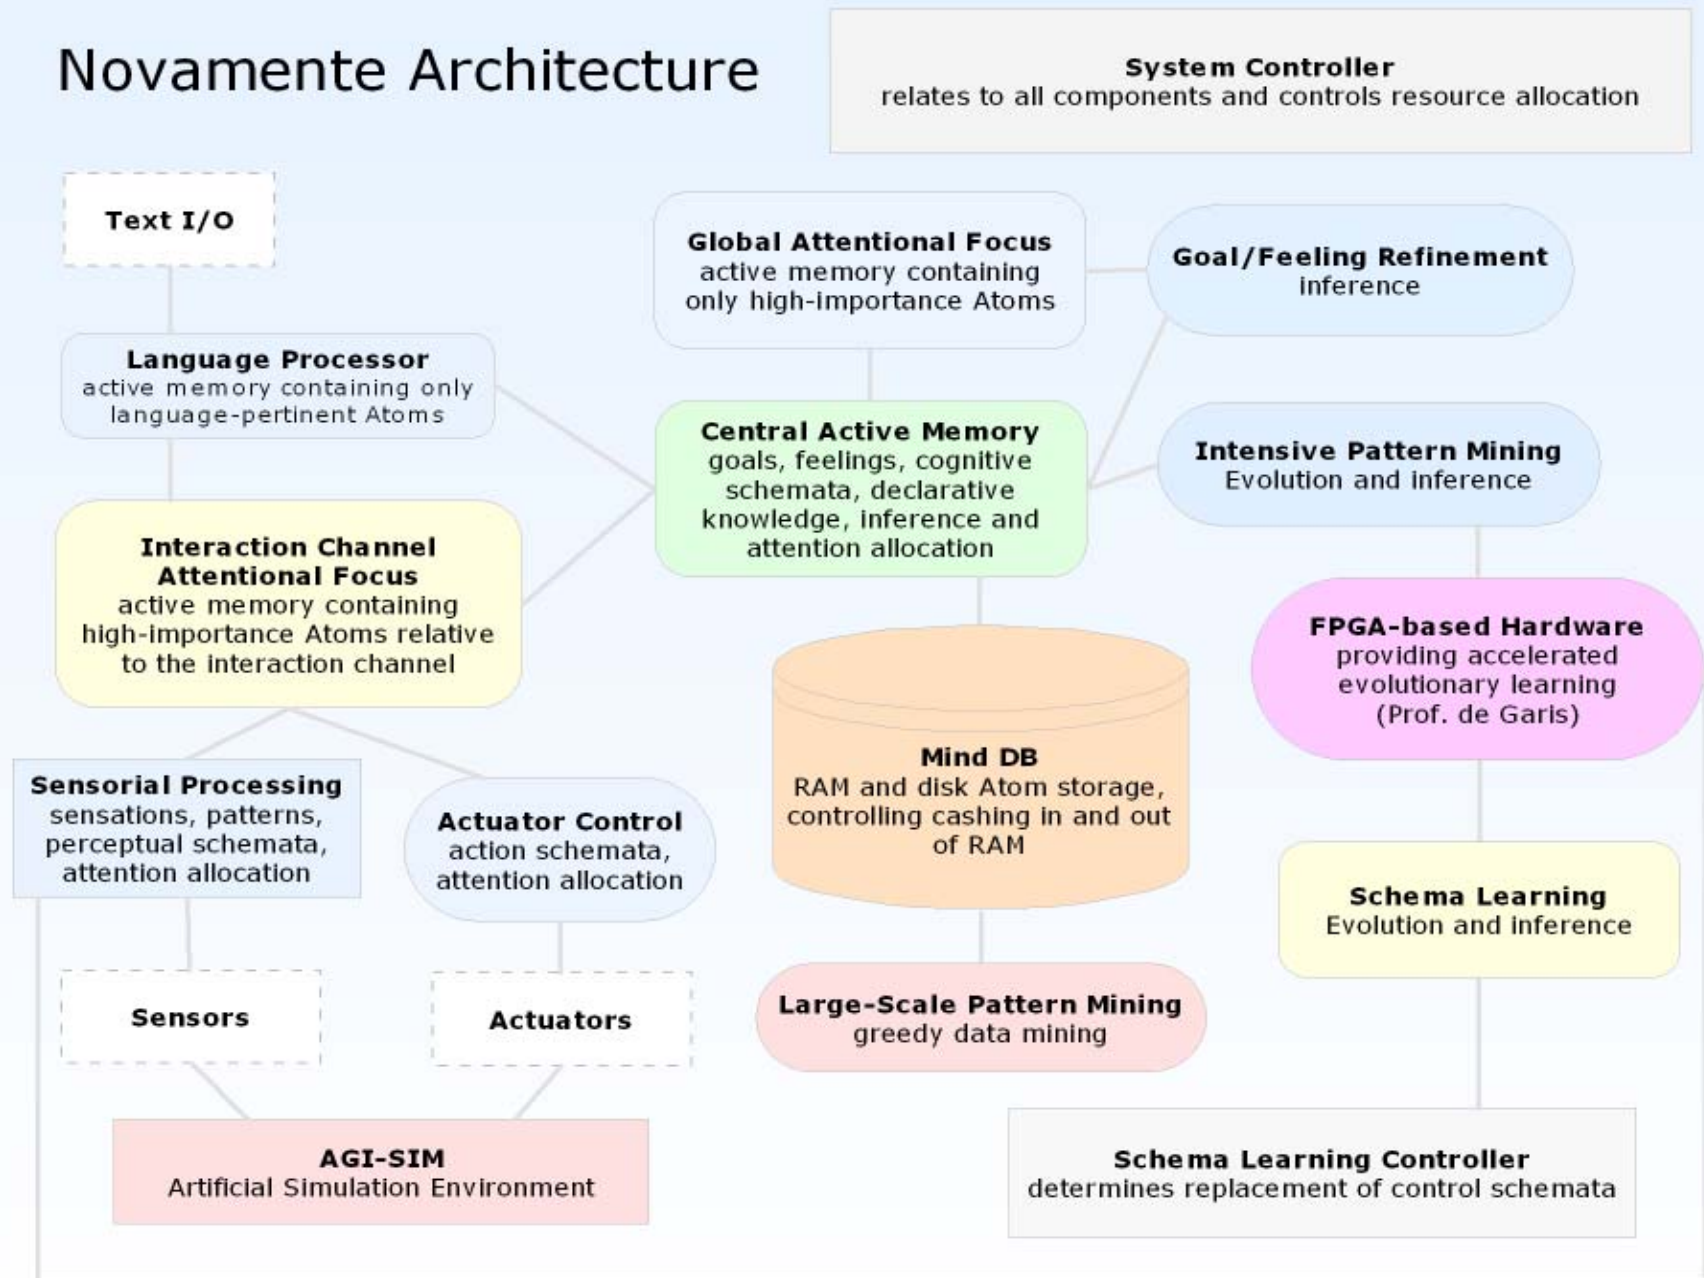 Novamente Architecture
System Controller
relates to all components and controls resource allocation
Text I/O
Global Attentional Focus
active memory containing
only high-importance Atoms
Goal/Feeling Refinement
inference
Language Processor
active memory containing only
language-pertinent Atoms
Central Active Memory
goals, feelings, cognitive
schemata, declarative
knowledge, inference and
attention allocation
Intensive Pattern Mining
Evolution and inference
Interaction Channel
Attentional Focus
active memory containing
high-importance Atoms relative
to the interaction channel
FPGA-based Hardware
providing accelerated
evolutionary learning
(Prof. de Garis)
Mind DB
RAM and disk Atom storage,
controlling cashing in and out
of RAM
Sensorial Processing
sensations, patterns,
perceptual schemata,
attention allocation
Actuator Control
action schemata,
attention allocation
Schema Learning
Evolution and inference
Sensors
Actuators
Large-Scale Pattern Mining
greedy data mining
AGI-SIM
Artificial Simulation Environment
Schema Learning Controller
determines replacement of control schemata